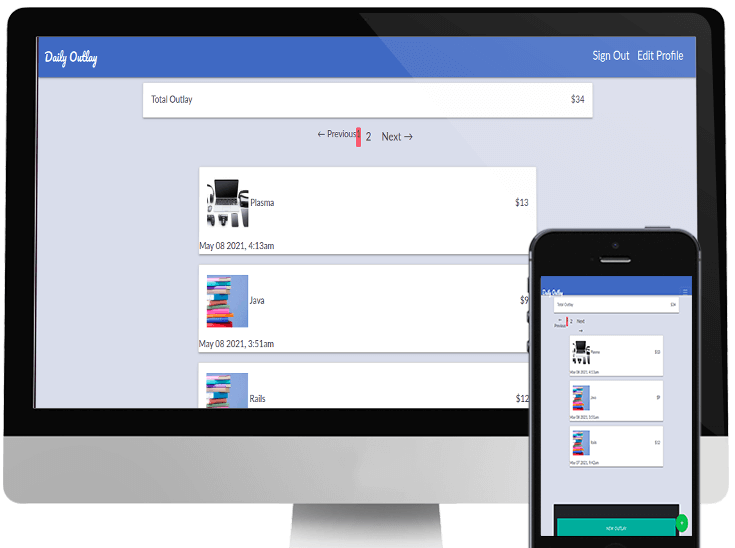 Daily Outlay
Sign Out Edit Profile
Total Outlay $34
← Previous 1 2 Next →
Plasma $13
May 08 2021, 4:13am
Java $9
May 08 2021, 3:51am
Rails $12
Daily Outlay
Total Outlay $34
← Previous 2 Next →
Plasma $13
May 08 2021, 4:13am
Java $9
May 08 2021, 3:51am
Rails $12
May 07 2021, 9:42am
NEW OUTLAY
+